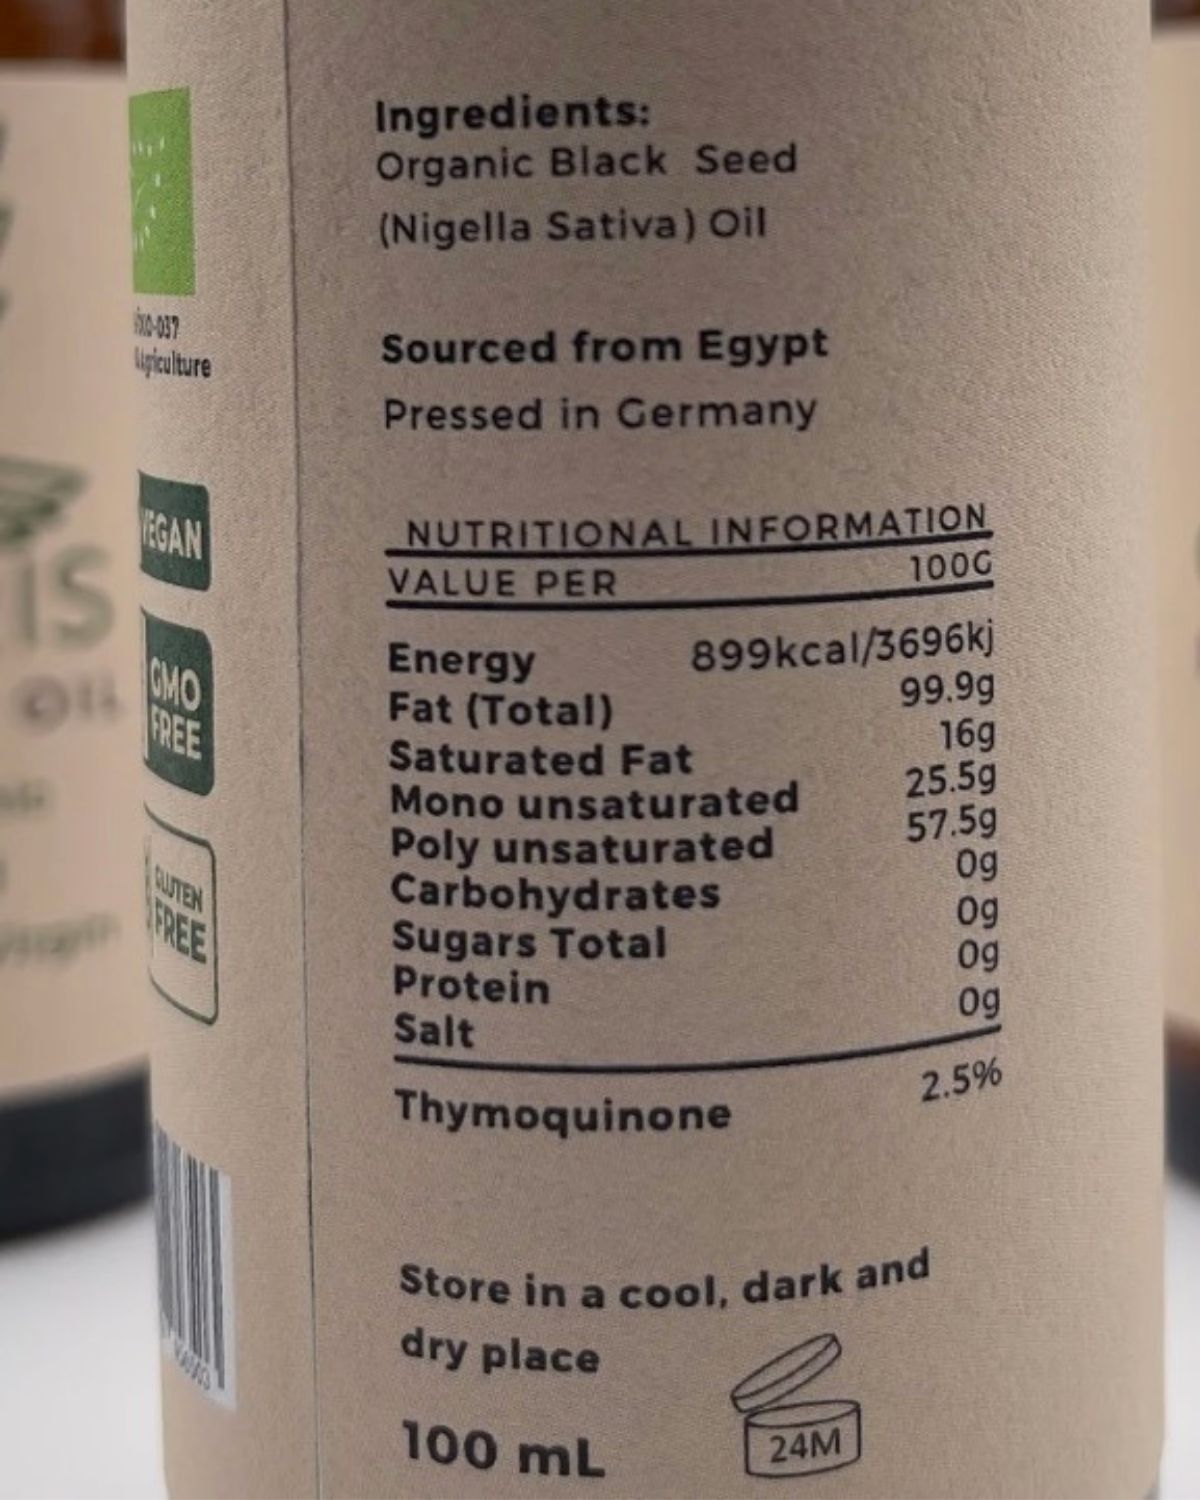 Ingredients:
Organic Black Seed
(Nigella Sativa) Oil
Sourced from Egypt
Pressed in Germany
NUTRITIONAL INFORMATION
VALUE PER 100G
Energy 899kcal/3696kj
Fat (Total) 99.9g
Saturated Fat 16g
Mono unsaturated 25.5g
Poly unsaturated 57.5g
Carbohydrates 0g
Sugars Total 0g
Protein 0g
Salt 0g
Thymoquinone 2.5%
Store in a cool, dark and
dry place
100 mL
24M
Agriculture
VEGAN
GMO
FREE
GLUTEN
FREE
IS
Oil